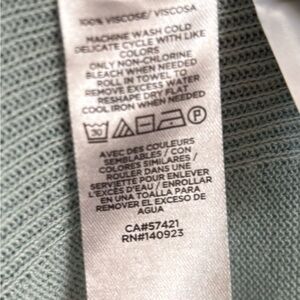 100% VISCOSE/ VISCOSA
MACHINE WASH COLD
DELICATE CYCLE WITH LIKE
COLORS
ONLY NON-CHLORINE
BLEACH WHEN NEEDED
ROLL IN TOWEL TO
REMOVE EXCESS WATER
RESHAPE DRY FLAT
COOL IRON WHEN NEEDED
30 P
AVEC DES COULEURS
SEMBLABLES / CON
COLORES SIMILARES /
ROULER DANS UNE
SERVIETTE POUR ENLEVER
L'EXCÈS D'EAU / ENROLLAR
EN UNA TOALLA PARA
REMOVER EL EXCESO DE
AGUA
CA#57421
RN#140923